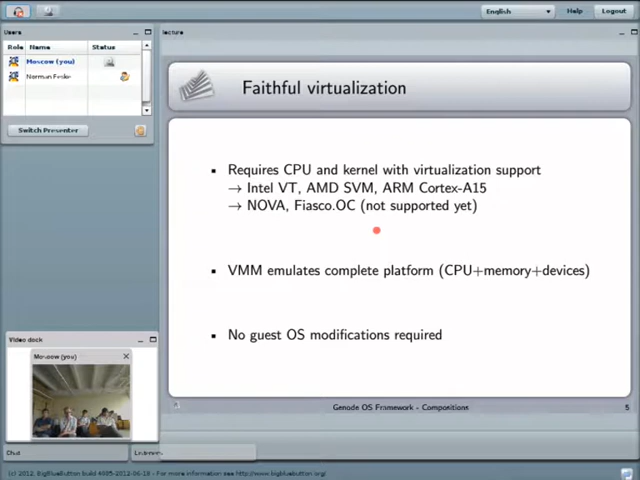 English
Help
Logout
Users
Role Name Status
Moscow (you)
Norman Feske
Switch Presenter
lecture
Faithful virtualization
Requires CPU and kernel with virtualization support
→ Intel VT, AMD SVM, ARM Cortex-A15
→ NOVA, Fiasco.OC (not supported yet)
VMM emulates complete platform (CPU+memory+devices)
No guest OS modifications required
Genode OS Framework - Compositions 5
Video dock
Moscow (you)
Chat
Listeners
(c) 2012 BigBlueButton build 4035-2012-06-19 - For more information see http://www.bigbluebutton.org/